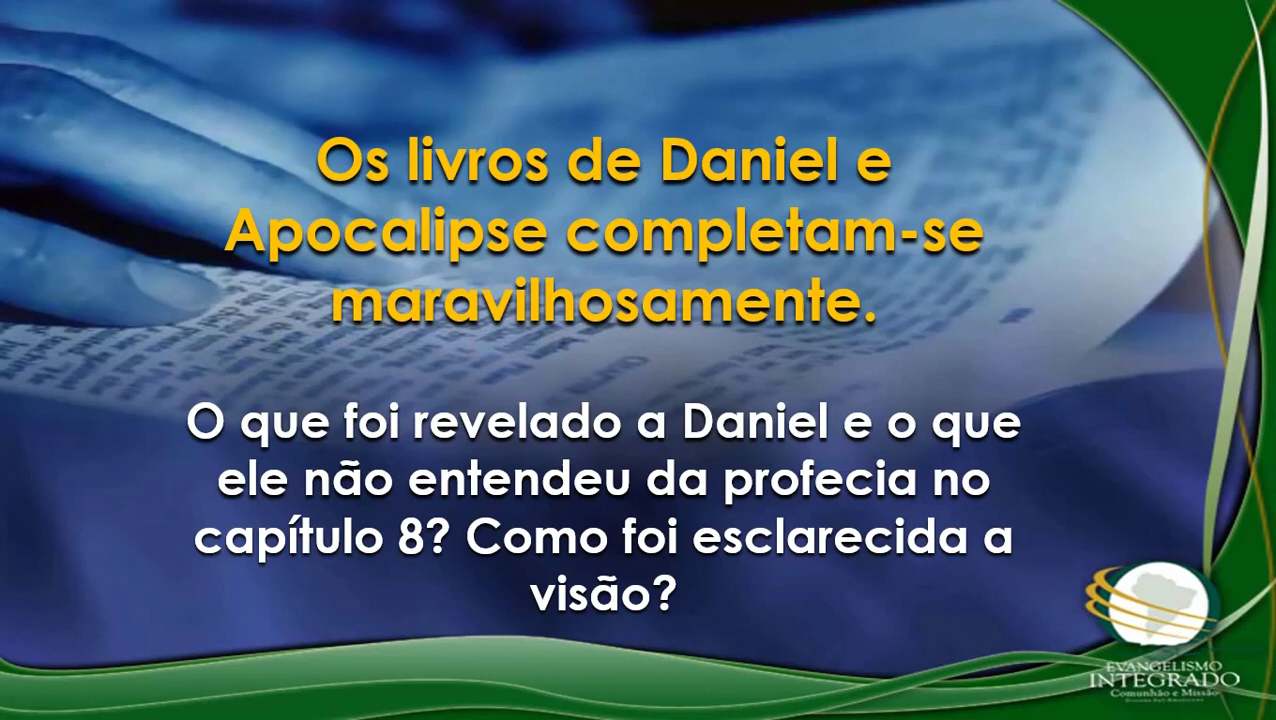 Os livros de Daniel e
Apocalipse completam-se
maravilhosamente.
O que foi revelado a Daniel e o que
ele não entendeu da profecia no
capítulo 8? Como foi esclarecida a
visão?
EVANGELISMO
INTEGRADO
Comunhão e Missão